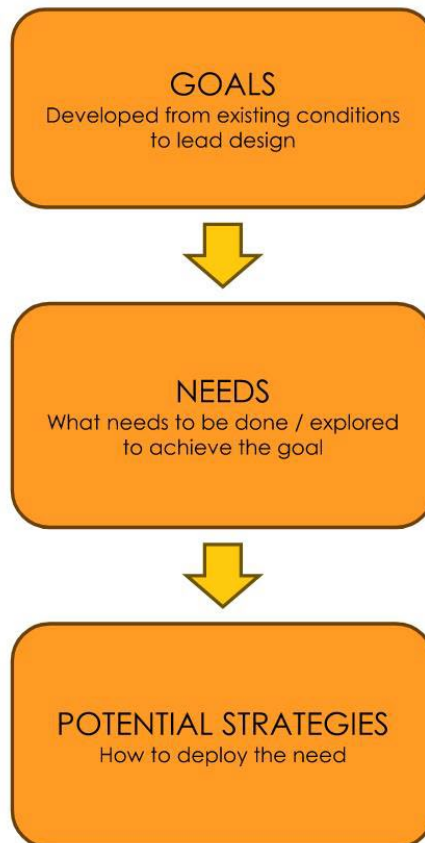 GOALS
Developed from existing conditions
to lead design
NEEDS
What needs to be done / explored
to achieve the goal
POTENTIAL STRATEGIES
How to deploy the need